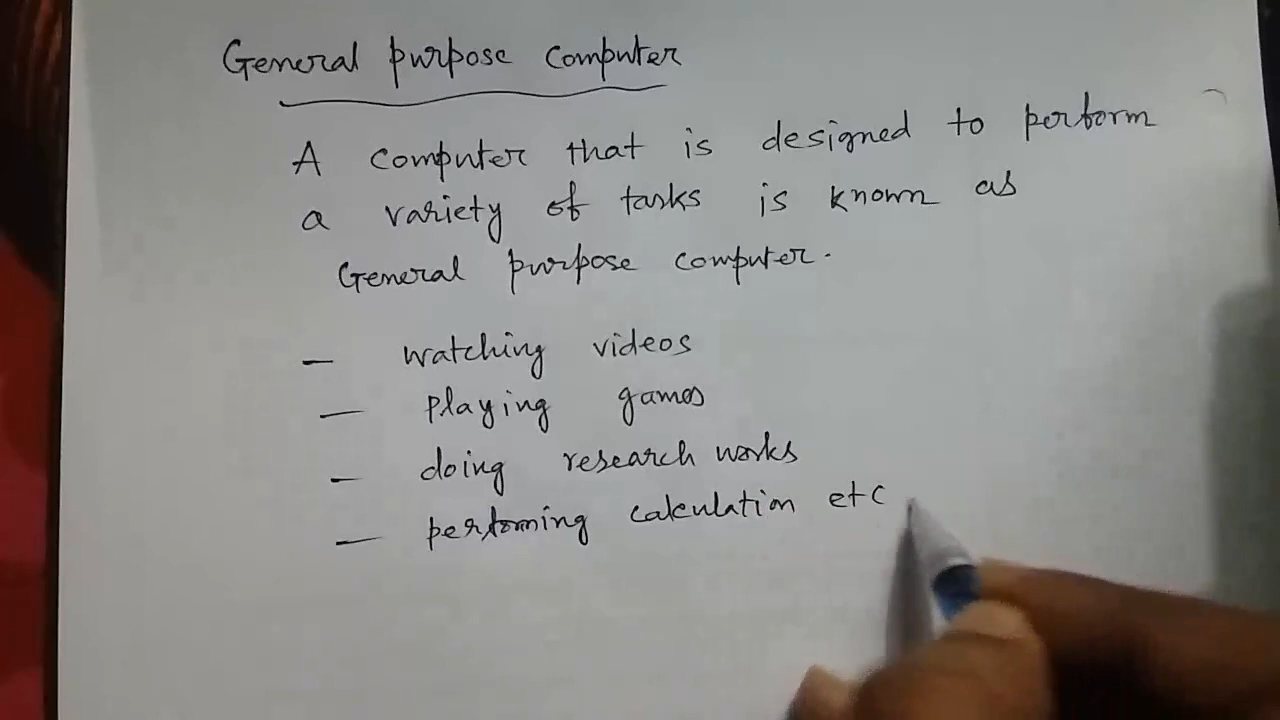 General purpose computer
A computer that is designed to perform
a variety of tasks is known as
General purpose computer.
— watching videos
— playing games
— doing research works
— performing calculation etc